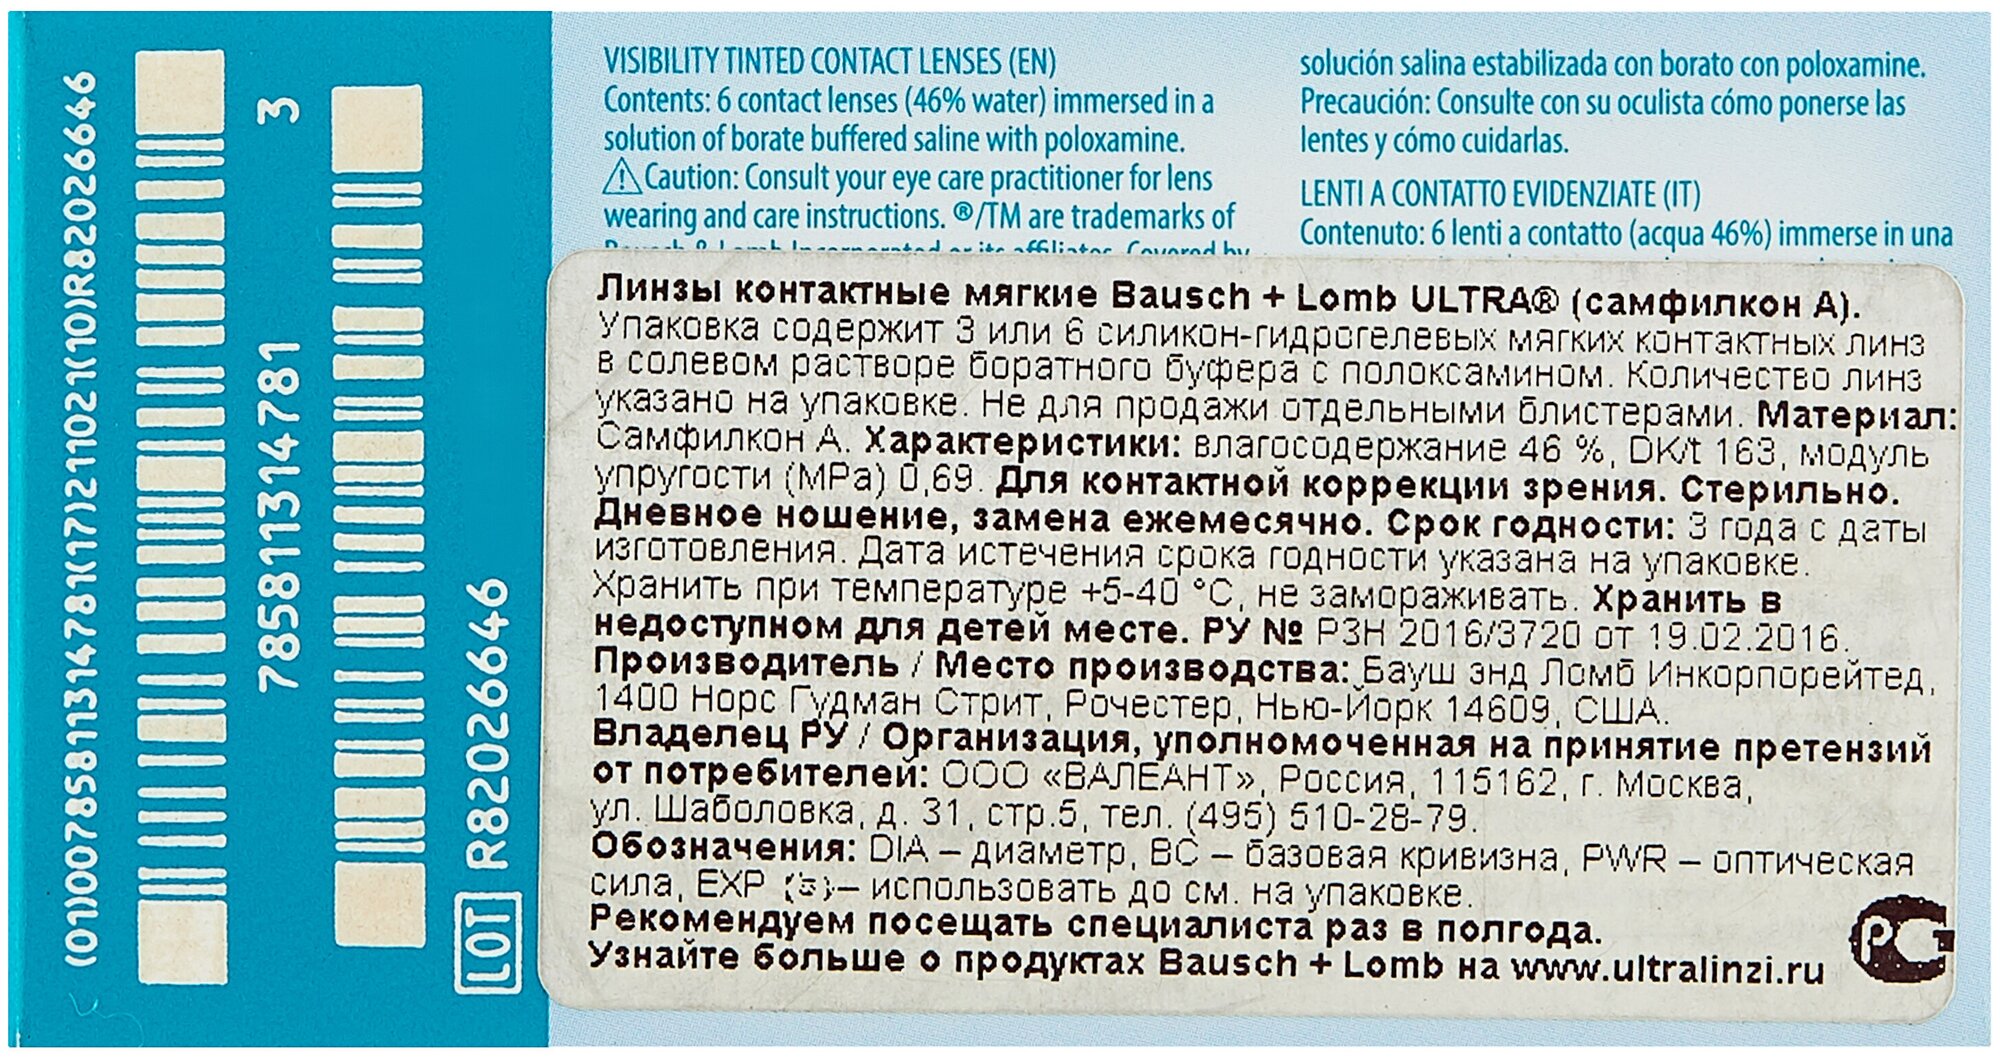 (01)00785811314781(17)211021(10)R82026646
785811314781 3
LOT R82026646
VISIBILITY TINTED CONTACT LENSES (EN)
Contents: 6 contact lenses (46% water) immersed in a
solution of borate buffered saline with poloxamine.
Caution: Consult your eye care practitioner for lens
wearing and care instructions. ®/TM are trademarks of
Bausch & Lomb Incorporated or its affiliates. Covered by
solución salina estabilizada con borato con poloxamine.
Precaución: Consulte con su oculista cómo ponerse las
lentes y cómo cuidarlas.
LENTI A CONTATTO EVIDENZIATE (IT)
Contenuto: 6 lenti a contatto (acqua 46%) immerse in una
Линзы контактные мягкие Bausch + Lomb ULTRA® (самфилкон А).
Упаковка содержит 3 или 6 силикон-гидрогелевых мягких контактных линз
в солевом растворе боратного буфера с полоксамином. Количество линз
указано на упаковке. Не для продажи отдельными блистерами. Материал:
Самфилкон А. Характеристики: влагосодержание 46 %, DK/t 163, модуль
упругости (MPa) 0,69. Для контактной коррекции зрения. Стерильно.
Дневное ношение, замена ежемесячно. Срок годности: 3 года с даты
изготовления. Дата истечения срока годности указана на упаковке.
Хранить при температуре +5-40 °С, не замораживать. Хранить в
недоступном для детей месте. РУ № РЗН 2016/3720 от 19.02.2016.
Производитель / Место производства: Бауш энд Ломб Инкорпорейтед,
1400 Норс Гудман Стрит, Рочестер, Нью-Йорк 14609, США.
Владелец РУ / Организация, уполномоченная на принятие претензий
от потребителей: ООО «ВАЛЕАНТ», Россия, 115162, г. Москва,
ул. Шаболовка, д. 31, стр.5, тел. (495) 510-28-79.
Обозначения: DIA – диаметр, BC – базовая кривизна, PWR – оптическая
сила, EXP – использовать до см. на упаковке.
Рекомендуем посещать специалиста раз в полгода.
Узнайте больше о продуктах Bausch + Lomb на www.ultralinzi.ru